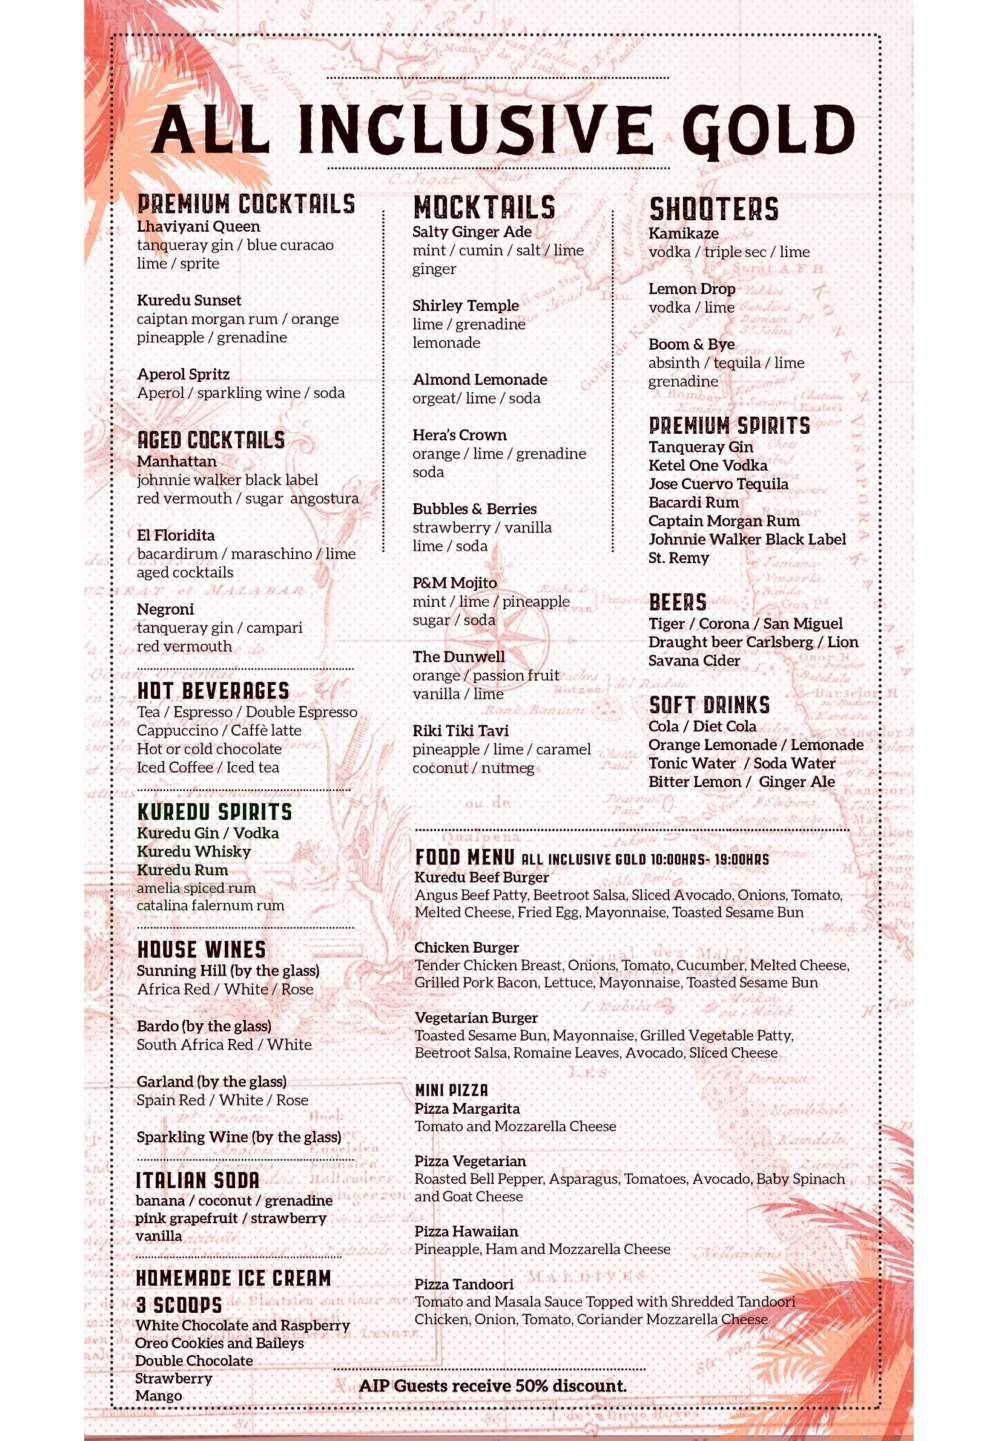 ALL INCLUSIVE GOLD
PREMIUM COCKTAILS
Lhaviyani Queen
tanqueray gin / blue curacao
lime / sprite
Kuredu Sunset
caiptan morgan rum / orange
pineapple / grenadine
Aperol Spritz
Aperol / sparkling wine / soda
AGED COCKTAILS
Manhattan
johnnie walker black label
red vermouth / sugar angostura
El Floridita
bacardirum / maraschino / lime
aged cocktails
Negroni
tanqueray gin / campari
red vermouth
HOT BEVERAGES
Tea / Espresso / Double Espresso
Cappuccino / Caffè latte
Hot or cold chocolate
Iced Coffee / Iced tea
KUREDU SPIRITS
Kuredu Gin / Vodka
Kuredu Whisky
Kuredu Rum
amelia spiced rum
catalina falernum rum
HOUSE WINES
Sunning Hill (by the glass)
Africa Red / White / Rose
Bardo (by the glass)
South Africa Red / White
Garland (by the glass)
Spain Red / White / Rose
Sparkling Wine (by the glass)
ITALIAN SODA
banana / coconut / grenadine
pink grapefruit / strawberry
vanilla
HOMEMADE ICE CREAM
3 SCOOPS
White Chocolate and Raspberry
Oreo Cookies and Baileys
Double Chocolate
Strawberry
Mango
MOCKTAILS
Salty Ginger Ade
mint / cumin / salt / lime
ginger
Shirley Temple
lime / grenadine
lemonade
Almond Lemonade
orgeat/ lime / soda
Hera's Crown
orange / lime / grenadine
soda
Bubbles & Berries
strawberry / vanilla
lime / soda
P&M Mojito
mint / lime / pineapple
sugar / soda
The Dunwell
orange / passion fruit
vanilla / lime
Riki Tiki Tavi
pineapple / lime / caramel
coconut / nutmeg
SHOOTERS
Kamikaze
vodka / triple sec / lime
Lemon Drop
vodka / lime
Boom & Bye
absinth / tequila / lime
grenadine
PREMIUM SPIRITS
Tanqueray Gin
Ketel One Vodka
Jose Cuervo Tequila
Bacardi Rum
Captain Morgan Rum
Johnnie Walker Black Label
St. Remy
BEERS
Tiger / Corona / San Miguel
Draught beer Carlsberg / Lion
Savana Cider
SOFT DRINKS
Cola / Diet Cola
Orange Lemonade / Lemonade
Tonic Water / Soda Water
Bitter Lemon / Ginger Ale
FOOD MENU ALL INCLUSIVE GOLD 10:00HRS- 19:00HRS
Kuredu Beef Burger
Angus Beef Patty, Beetroot Salsa, Sliced Avocado, Onions, Tomato,
Melted Cheese, Fried Egg, Mayonnaise, Toasted Sesame Bun
Chicken Burger
Tender Chicken Breast, Onions, Tomato, Cucumber, Melted Cheese,
Grilled Pork Bacon, Lettuce, Mayonnaise, Toasted Sesame Bun
Vegetarian Burger
Toasted Sesame Bun, Mayonnaise, Grilled Vegetable Patty,
Beetroot Salsa, Romaine Leaves, Avocado, Sliced Cheese
MINI PIZZA
Pizza Margarita
Tomato and Mozzarella Cheese
Pizza Vegetarian
Roasted Bell Pepper, Asparagus, Tomatoes, Avocado, Baby Spinach
and Goat Cheese
Pizza Hawaiian
Pineapple, Ham and Mozzarella Cheese
Pizza Tandoori
Tomato and Masala Sauce Topped with Shredded Tandoori
Chicken, Onion, Tomato, Coriander Mozzarella Cheese
AIP Guests receive 50% discount.